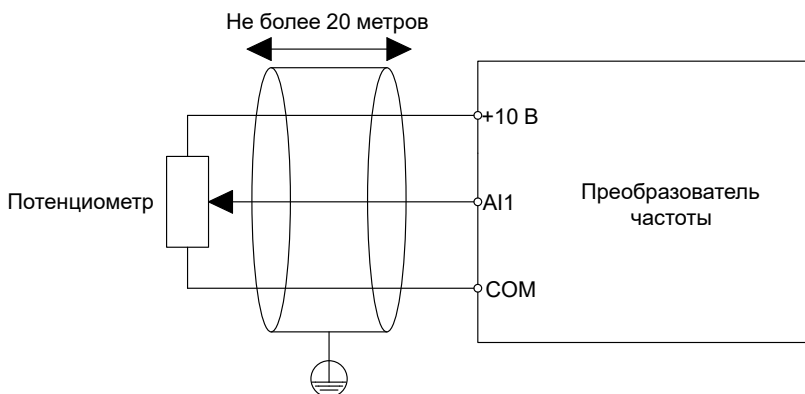 Не более 20 метров
+10 В
Потенциометр
AI1
Преобразователь
частоты
COM